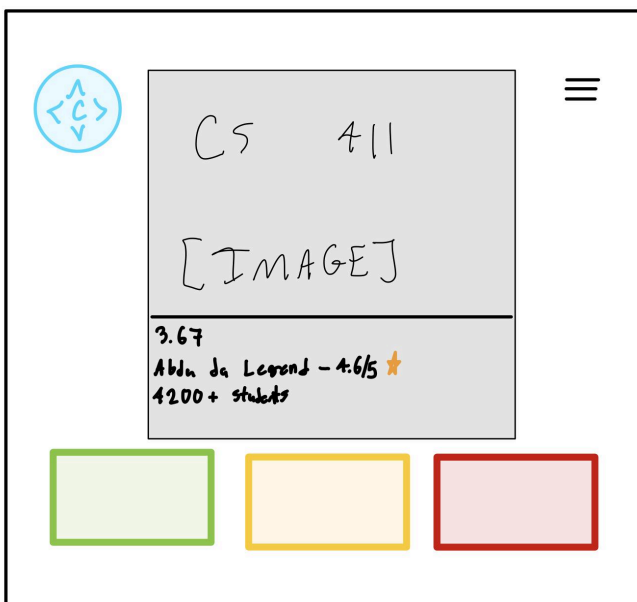 C
CS 411
[IMAGE]
3.67
Abdu da Legend - 4.6/5
4200+ students